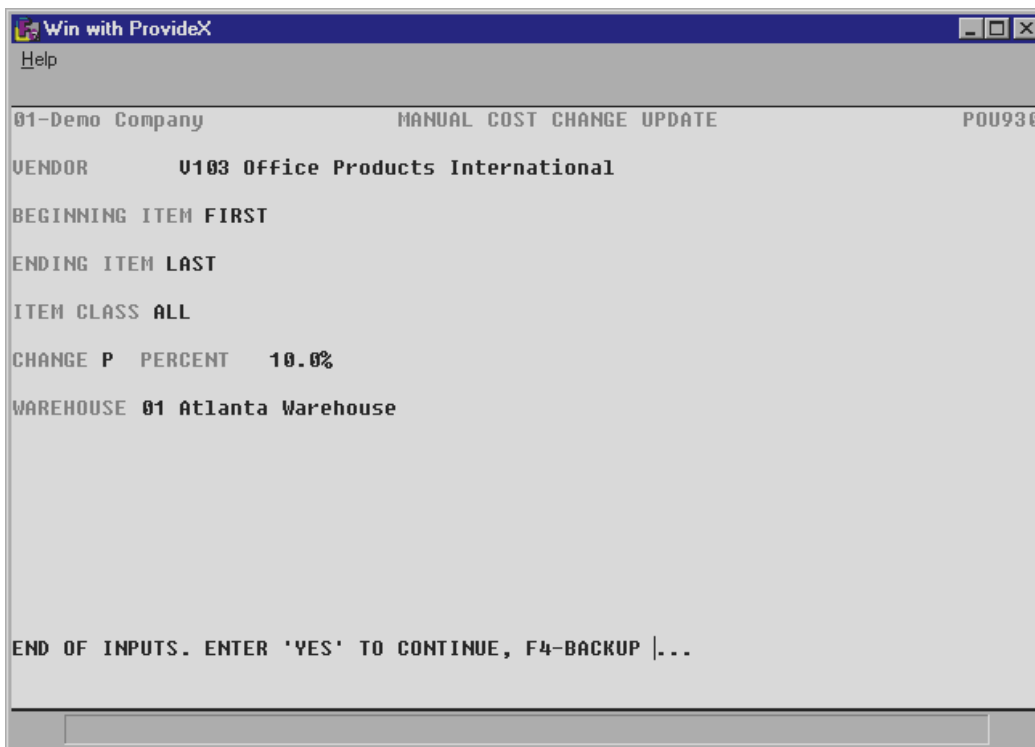 Win with ProvideX
Help
01-Demo Company MANUAL COST CHANGE UPDATE POU930
VENDOR V103 Office Products International
BEGINNING ITEM FIRST
ENDING ITEM LAST
ITEM CLASS ALL
CHANGE P PERCENT 10.0%
WAREHOUSE 01 Atlanta Warehouse
END OF INPUTS. ENTER 'YES' TO CONTINUE, F4-BACKUP ...